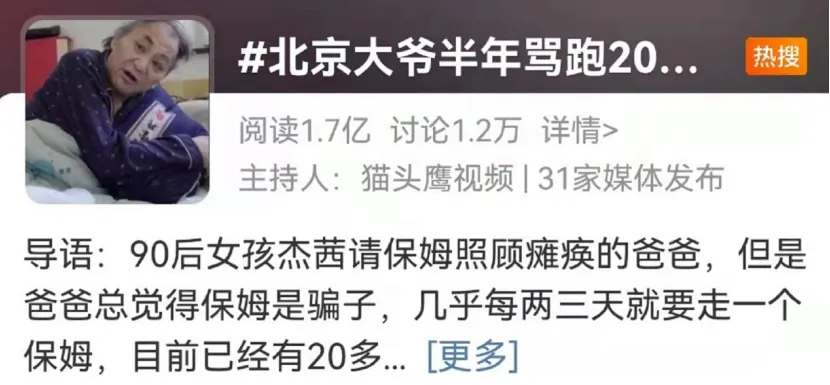 #北京大爷半年骂跑20...
热搜
阅读1.7亿 讨论1.2万 详情>
主持人：猫头鹰视频 | 31家媒体发布
导语：90后女孩杰茜请保姆照顾瘫痪的爸爸，但是
爸爸总觉得保姆是骗子，几乎每两三天就要走一个
保姆，目前已经有20多... [更多]